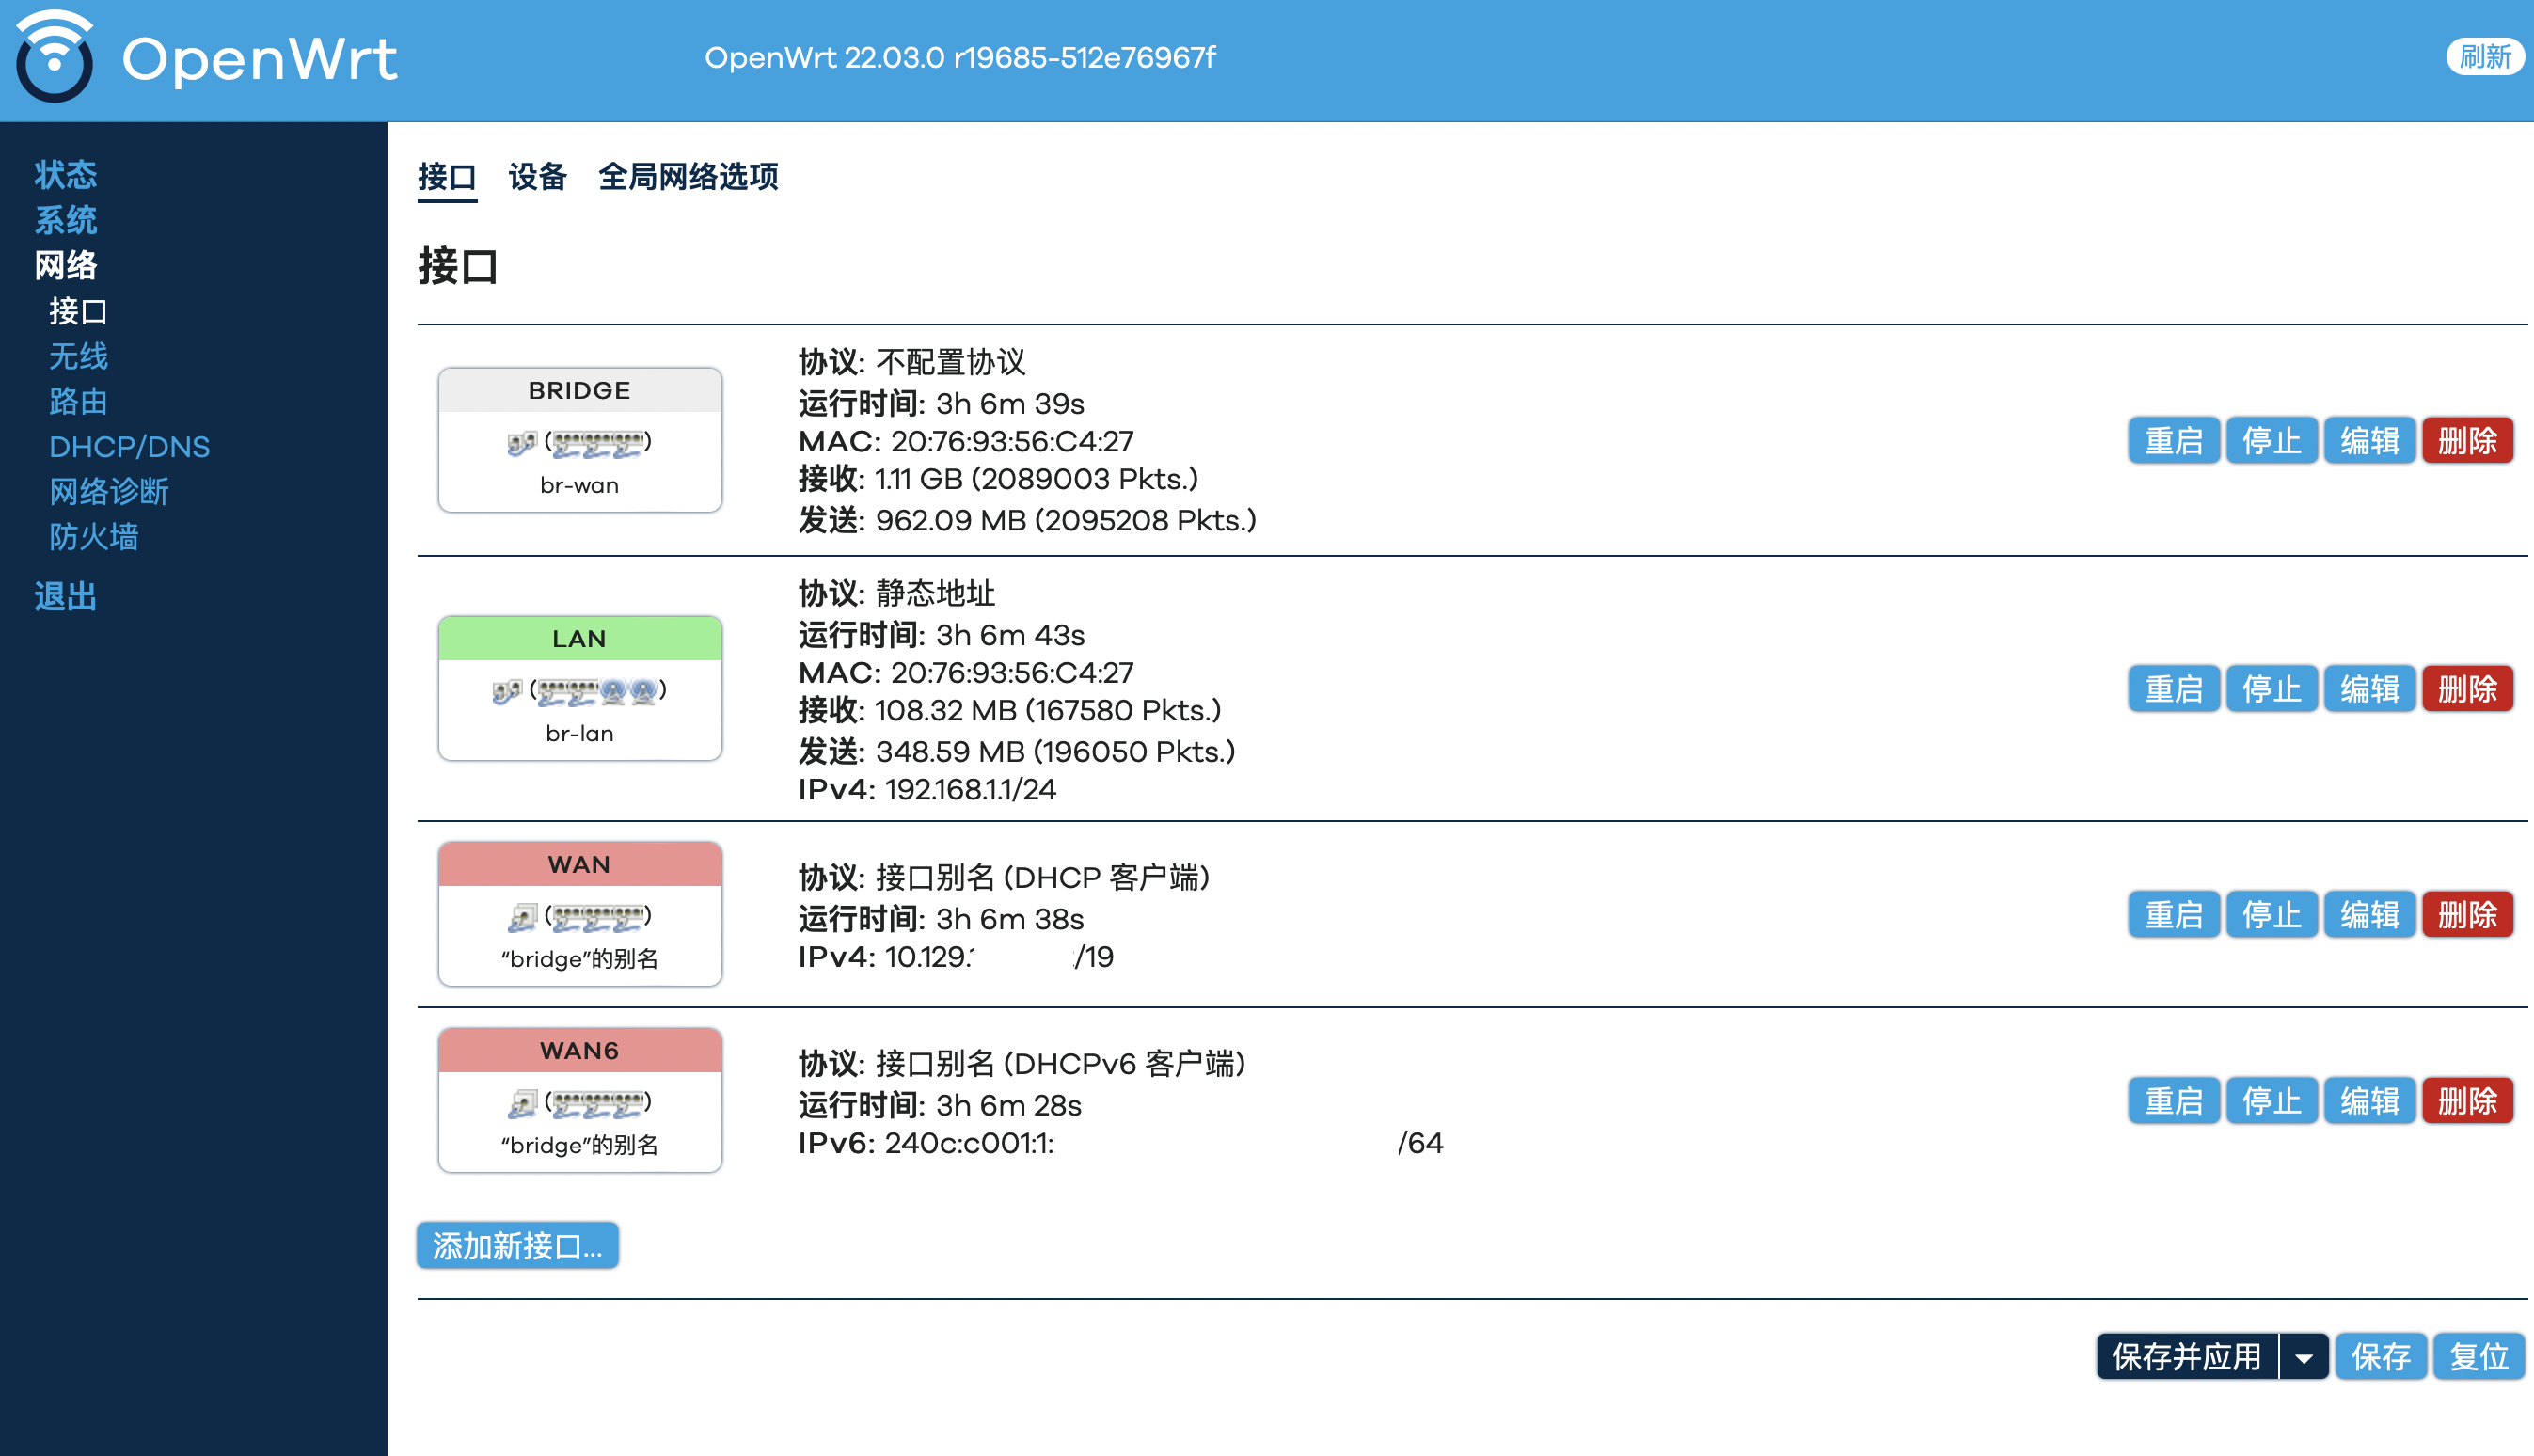 OpenWrt
OpenWrt 22.03.0 r19685-512e76967f
刷新
状态
系统
网络
接口
无线
路由
DHCP/DNS
网络诊断
防火墙
退出
接口 设备 全局网络选项
接口
BRIDGE
br-wan
协议: 不配置协议
运行时间: 3h 6m 39s
MAC: 20:76:93:56:C4:27
接收: 1.11 GB (2089003 Pkts.)
发送: 962.09 MB (2095208 Pkts.)
重启 停止 编辑 删除
LAN
br-lan
协议: 静态地址
运行时间: 3h 6m 43s
MAC: 20:76:93:56:C4:27
接收: 108.32 MB (167580 Pkts.)
发送: 348.59 MB (196050 Pkts.)
IPv4: 192.168.1.1/24
重启 停止 编辑 删除
WAN
“bridge”的别名
协议: 接口别名 (DHCP 客户端)
运行时间: 3h 6m 38s
IPv4: 10.129. /19
重启 停止 编辑 删除
WAN6
“bridge”的别名
协议: 接口别名 (DHCPv6 客户端)
运行时间: 3h 6m 28s
IPv6: 240c:c001:1: /64
重启 停止 编辑 删除
添加新接口...
保存并应用 保存 复位